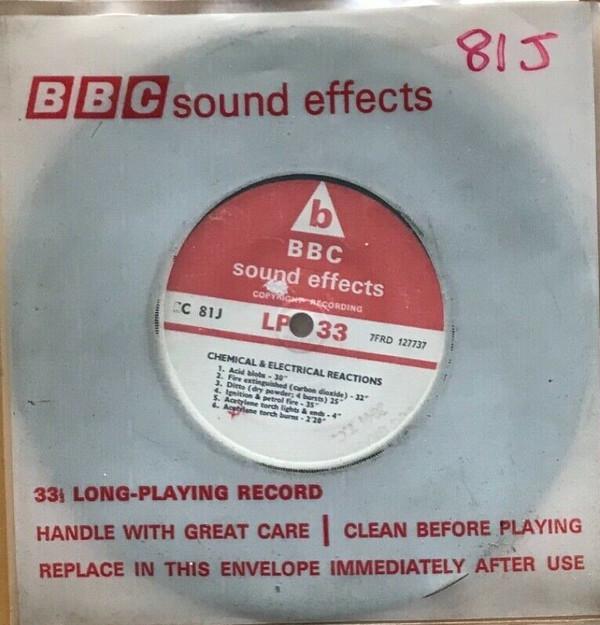 81J
BBC sound effects
b
BBC
sound effects
COPYRIGHT RECORDING
EC 81J
LP 33
7FRD 127737
CHEMICAL & ELECTRICAL REACTIONS
1. Acid blobs - 30"
2. Fire extinguished (carbon dioxide) - 32"
3. Ditto (dry powder; 4 bursts) 25"
4. Ignition & petrol fire - 35"
5. Acetylene torch lights & ends - 4"
6. Acetylene torch burns - 2'20"
33⅓ LONG-PLAYING RECORD
HANDLE WITH GREAT CARE | CLEAN BEFORE PLAYING
REPLACE IN THIS ENVELOPE IMMEDIATELY AFTER USE